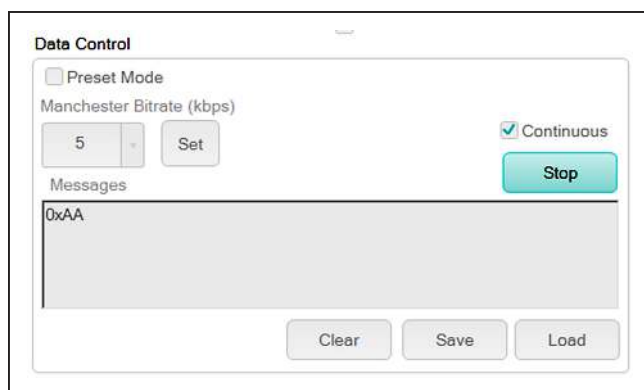 Data Control
Preset Mode
Manchester Bitrate (kbps)
5
Set
Continuous
Stop
Messages
0xAA
Clear
Save
Load